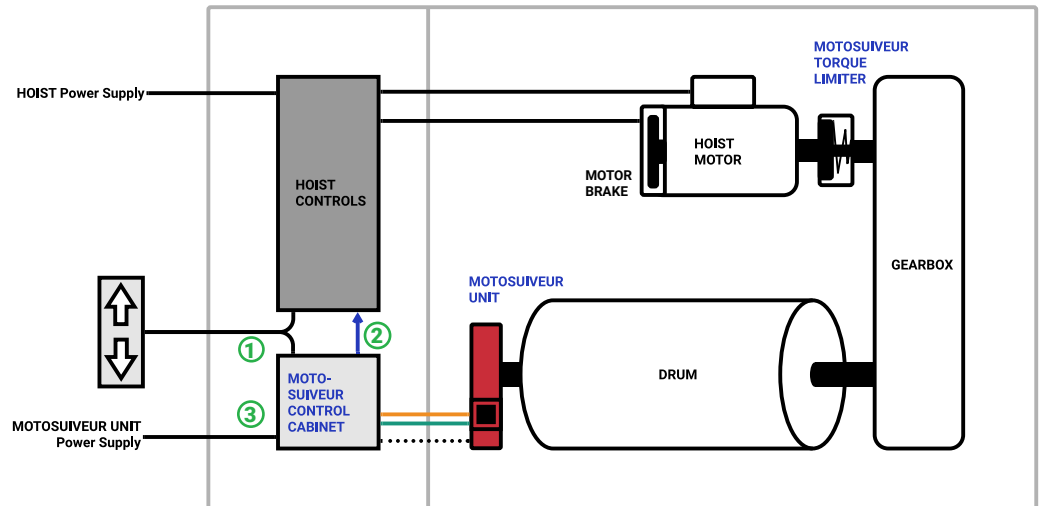 MOTOSUIVEUR
TORQUE
LIMITER
HOIST Power Supply
HOIST
MOTOR
MOTOR
BRAKE
HOIST
CONTROLS
GEARBOX
MOTOSUIVEUR
UNIT
1
2
DRUM
MOTO-
SUIVEUR
CONTROL
CABINET
3
MOTOSUIVEUR UNIT
Power Supply